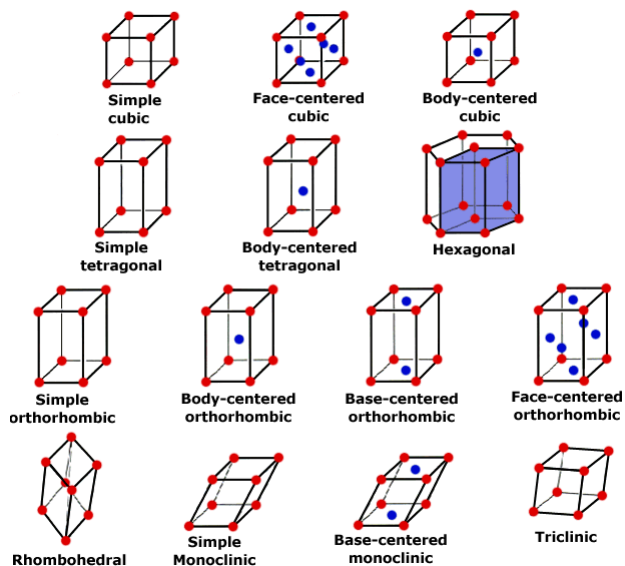 Simple
cubic
Face-centered
cubic
Body-centered
cubic
Simple
tetragonal
Body-centered
tetragonal
Hexagonal
Simple
orthorhombic
Body-centered
orthorhombic
Base-centered
orthorhombic
Face-centered
orthorhombic
Rhombohedral
Simple
Monoclinic
Base-centered
monoclinic
Triclinic